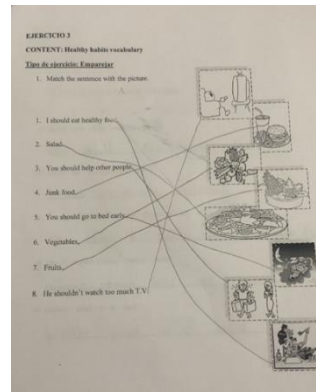 EJERCICIO 3
CONTENT: Healthy habits vocabulary
Tipo de ejercicio: Emparejar
1. Match the sentence with the picture.
1. I should eat healthy food.
2. Salad.
3. You should help other people.
4. Junk food.
5. You should go to bed early.
6. Vegetables.
7. Fruits.
8. He shouldn't watch too much T.V.